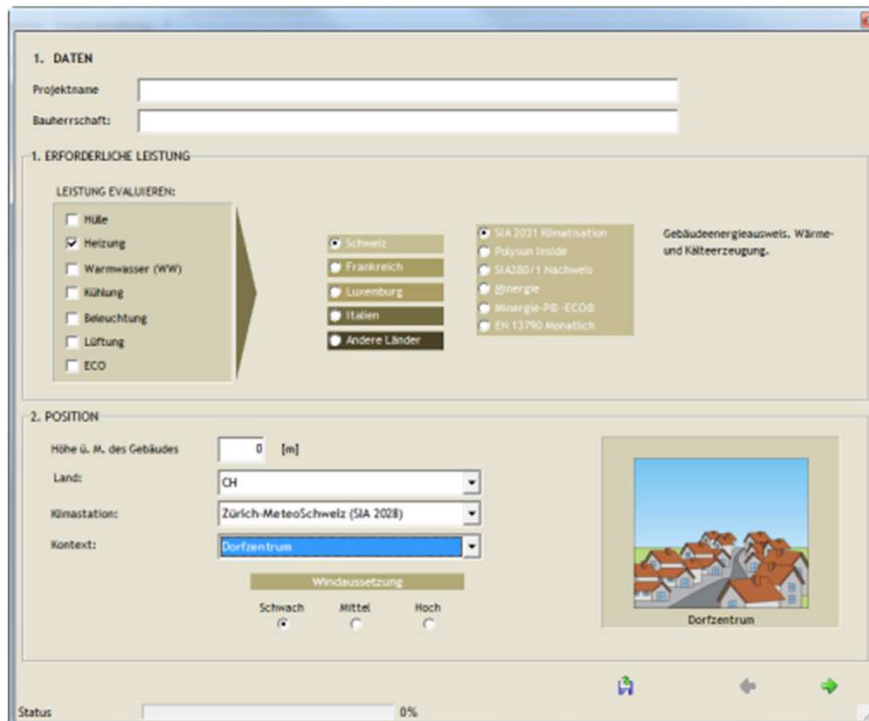 1. DATEN
Projektname
Bauherrschaft:
1. ERFORDERLICHE LEISTUNG
LEISTUNG EVALUIEREN:
Hülle
Heizung
Warmwasser (WW)
Kühlung
Beleuchtung
Lüftung
ECO
Schweiz
Frankreich
Luxemburg
Italien
Andere Länder
SIA 2031 Klimatisation
Polysun Inside
SIA380/1 Nachweis
Minergie
Minergie-P® -ECO®
EN 13790 Monatlich
Gebäudeenergieausweis. Wärme-
und Kälteerzeugung.
2. POSITION
Höhe ü. M. des Gebäudes 0 [m]
Land: CH
Klimastation: Zürich-MeteoSchweiz (SIA 2028)
Kontext: Dorfzentrum
Windaussetzung
Schwach Mittel Hoch
Dorfzentrum
Status 0%